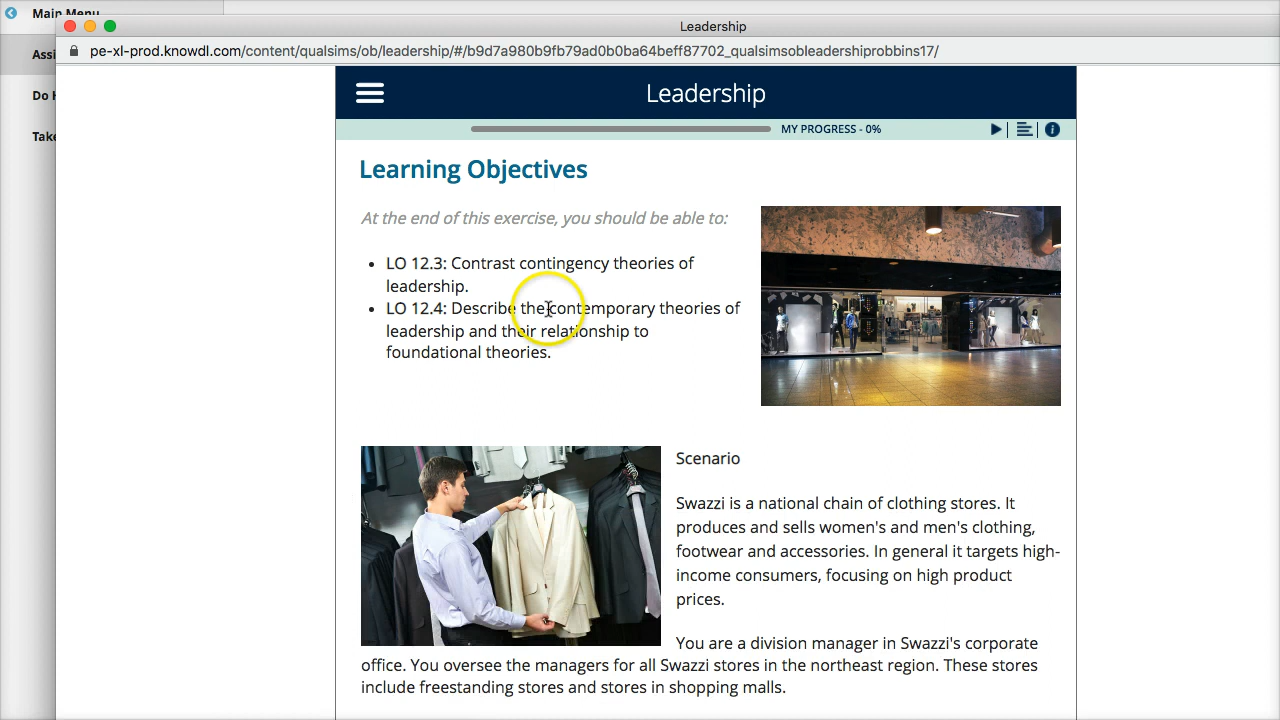 Main Menu
Leadership
pe-xl-prod.knowdl.com/content/qualsims/ob/leadership/#/b9d7a980b9fb79ad0b0ba64beff87702_qualsimsobleadershiprobbins17/
Assi
Do H
Take
Leadership
MY PROGRESS - 0%
Learning Objectives
At the end of this exercise, you should be able to:
• LO 12.3: Contrast contingency theories of
leadership.
• LO 12.4: Describe the contemporary theories of
leadership and their relationship to
foundational theories.
Scenario
Swazzi is a national chain of clothing stores. It
produces and sells women's and men's clothing,
footwear and accessories. In general it targets high-
income consumers, focusing on high product
prices.
You are a division manager in Swazzi's corporate
office. You oversee the managers for all Swazzi stores in the northeast region. These stores
include freestanding stores and stores in shopping malls.